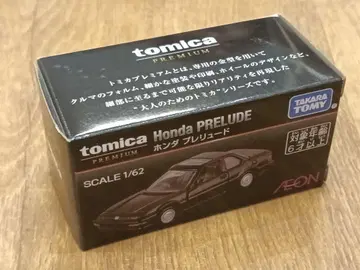 tomica
PREMIUM
トミカプレミアムとは、専用の金型を用いて
クルマのフォルム、細かな塗装や印刷、ホイールのデザインなど、
細部に至るまで可能な限りリアリティを再現した
"大人のためのトミカ"シリーズです。
TAKARA
TOMY
tomica Honda PRELUDE
PREMIUM ホンダ プレリュード
対象年齢
6才以上
SCALE 1/62
ÆON